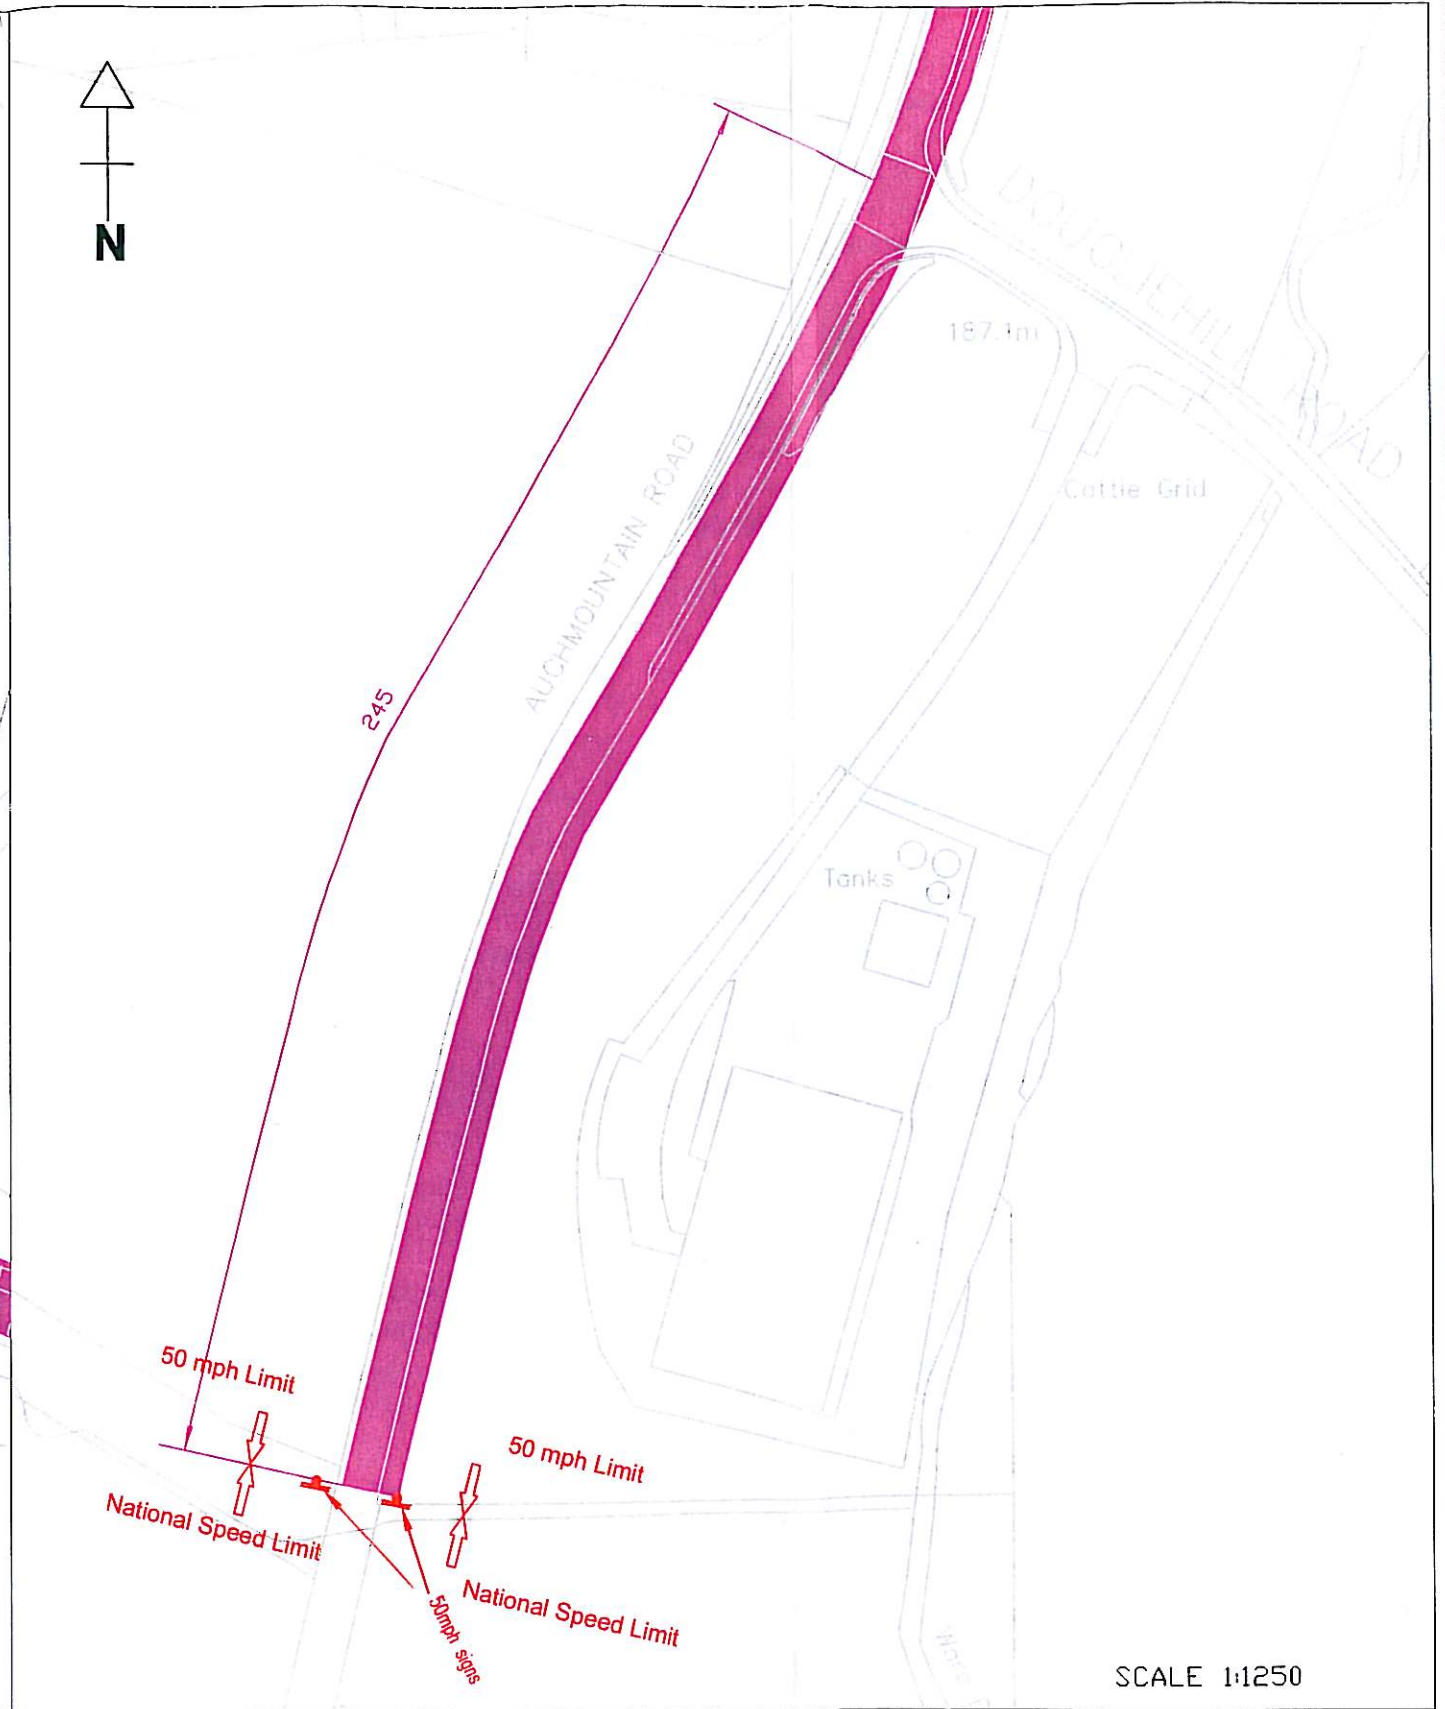 N
187.1m
AUCHMOUNTAIN ROAD
Cattle Grid
245
Tanks
50 mph Limit
National Speed Limit
50 mph Limit
National Speed Limit
50mph signs
ROAD
SCALE 1:1250